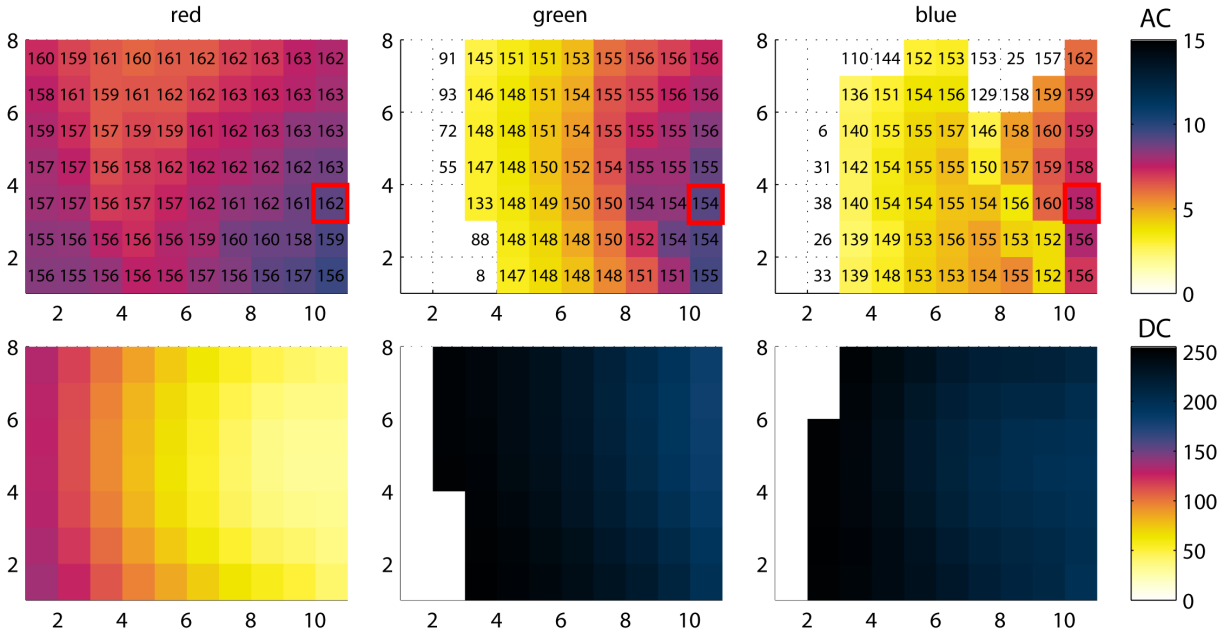 red green blue AC
8 8 8 15
160 159 161 160 161 162 163 163 163 162 91 145 151 151 153 155 156 156 156 110 144 152 153 153 25 157 162
158 161 159 161 162 162 163 163 163 163 93 146 148 151 154 155 155 156 156 136 151 154 156 129 158 159 159
6 6 6 10
159 157 157 159 159 161 162 163 163 163 72 148 148 151 154 155 155 155 156 6 140 155 155 157 146 158 160 159
157 157 156 158 162 162 162 162 162 163 55 147 148 150 152 154 155 155 155 31 142 154 155 155 150 157 159 158
4 4 4 5
157 157 156 157 157 158 162 161 162 161 162 133 148 149 150 150 154 154 154 38 140 154 154 155 154 156 160 158
155 156 156 156 156 159 160 160 158 159 88 148 148 148 150 152 154 154 26 139 149 153 156 155 153 152 156
2 2 2
156 155 156 156 156 157 156 156 157 156 8 147 148 148 148 151 151 155 33 139 148 153 153 154 155 152 156
0
2 4 6 8 10 2 4 6 8 10 2 4 6 8 10
DC
8 8 8 250
200
6 6 6
150
4 4 4 100
2 2 2 50
0
2 4 6 8 10 2 4 6 8 10 2 4 6 8 10